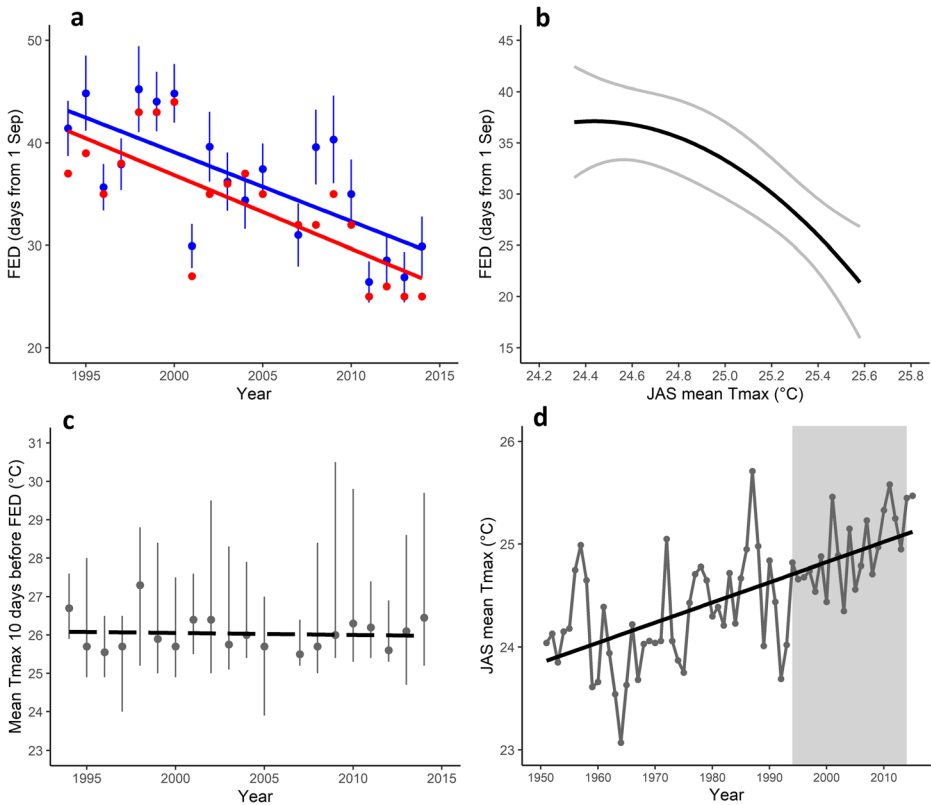 a
50
40
30
20
FED (days from 1 Sep)
1995 2000 2005 2010 2015
Year
b
45
40
35
30
25
20
15
FED (days from 1 Sep)
24.2 24.4 24.6 24.8 25.0 25.2 25.4 25.6 25.8
JAS mean Tmax (°C)
c
31
30
29
28
27
26
25
24
23
Mean Tmax 10 days before FED (°C)
1995 2000 2005 2010 2015
Year
d
26
25
24
23
JAS mean Tmax (°C)
1950 1960 1970 1980 1990 2000 2010
Year